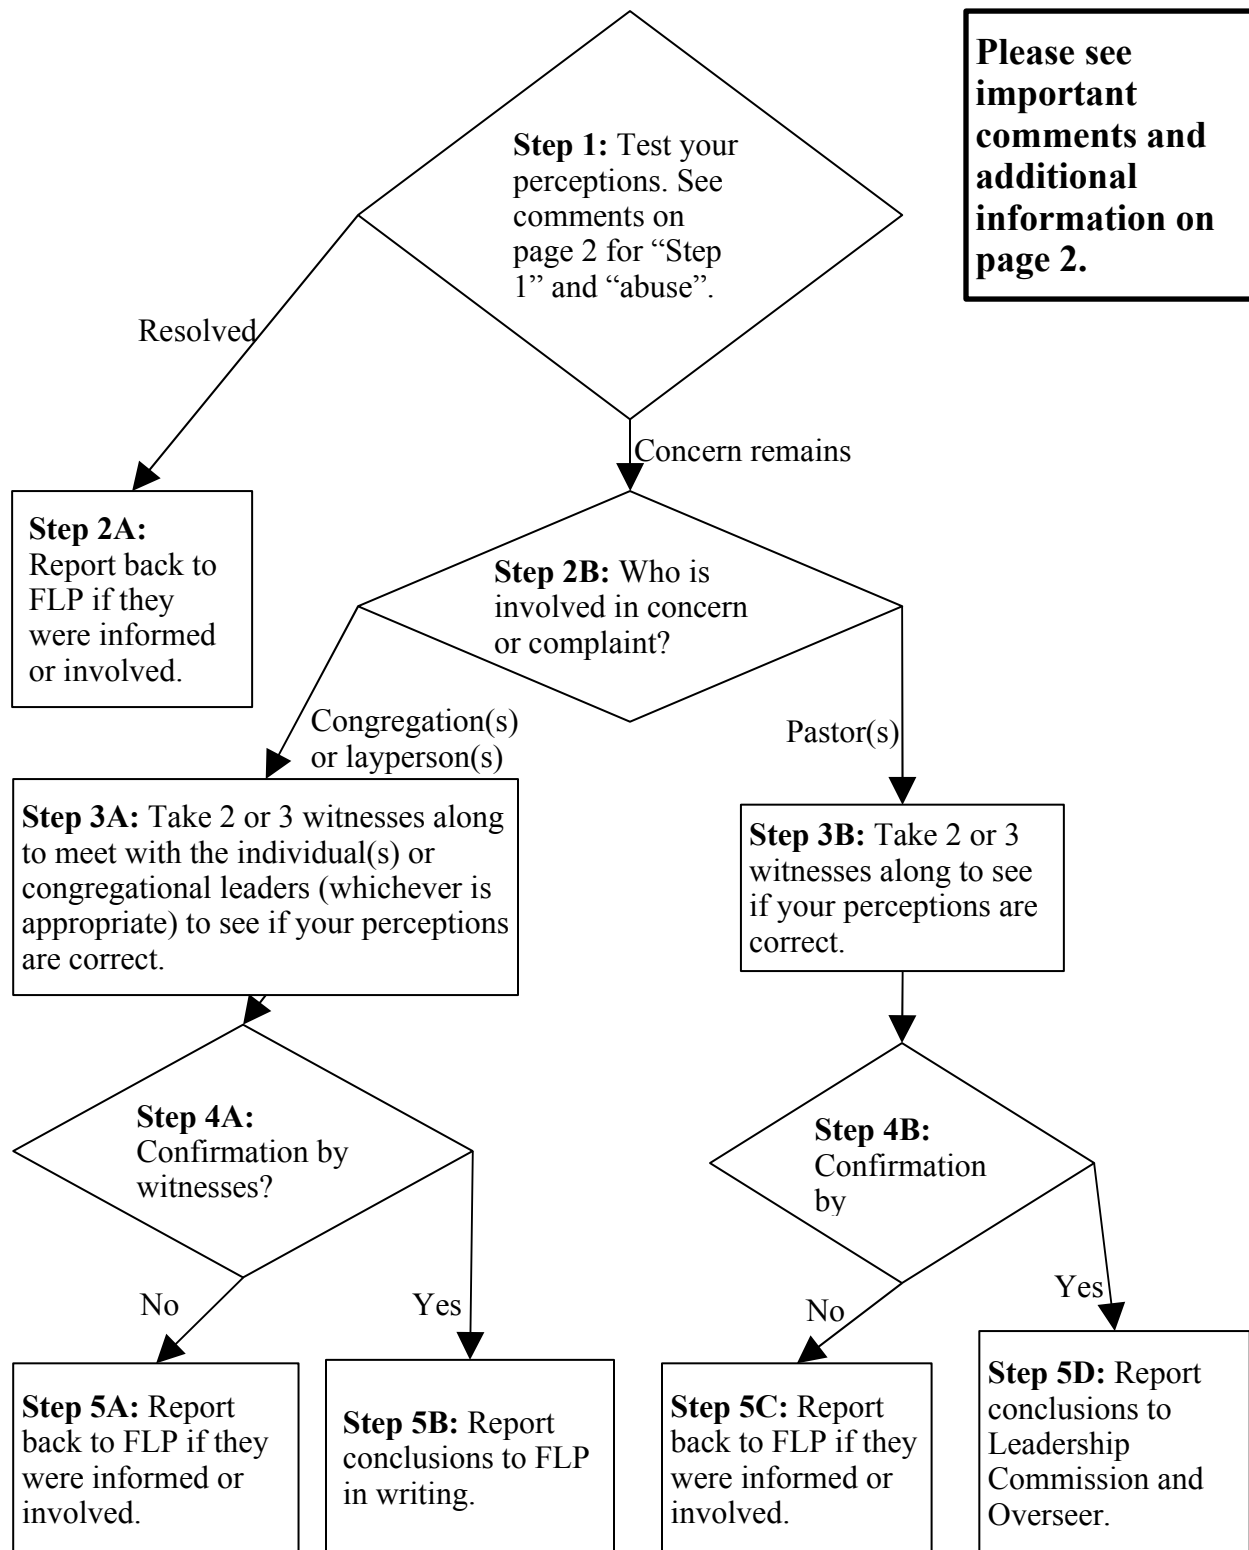 Please see
important
comments and
additional
information on
page 2.
Step 1: Test your
perceptions. See
comments on
page 2 for “Step
1” and “abuse”.
Resolved
Concern remains
Step 2A:
Report back to
FLP if they
were informed
or involved.
Step 2B: Who is
involved in concern
or complaint?
Congregation(s)
or layperson(s)
Pastor(s)
Step 3A: Take 2 or 3 witnesses along
to meet with the individual(s) or
congregational leaders (whichever is
appropriate) to see if your perceptions
are correct.
Step 3B: Take 2 or 3
witnesses along to see
if your perceptions are
correct.
Step 4A:
Confirmation by
witnesses?
Step 4B:
Confirmation
by
No
Yes
No
Yes
Step 5A: Report
back to FLP if they
were informed or
involved.
Step 5B: Report
conclusions to FLP
in writing.
Step 5C: Report
back to FLP if they
were informed or
involved.
Step 5D: Report
conclusions to
Leadership
Commission and
Overseer.